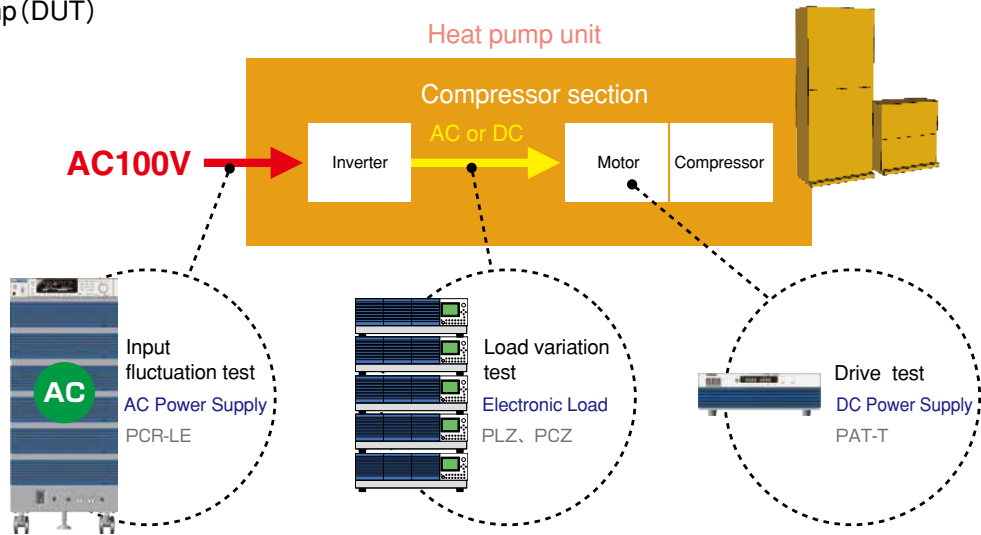 p(DUT)
Heat pump unit
Compressor section
AC or DC
AC100V
Inverter
Motor
Compressor
AC
Input
fluctuation test
AC Power Supply
PCR-LE
Load variation
test
Electronic Load
PLZ、PCZ
Drive test
DC Power Supply
PAT-T